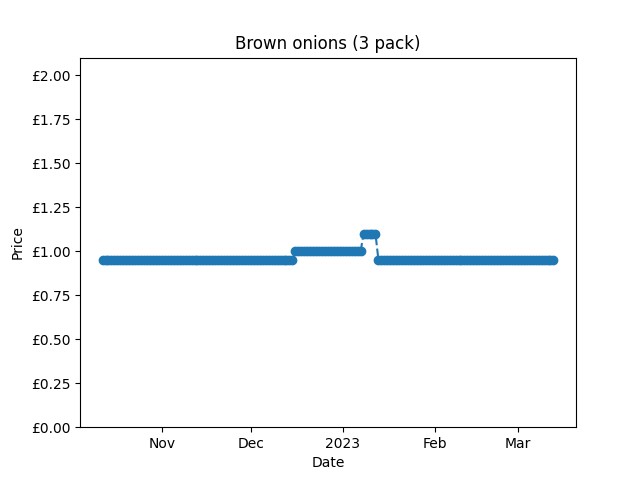 Brown onions (3 pack)
£2.00
£1.75
£1.50
£1.25
£1.00
£0.75
£0.50
£0.25
£0.00
Price
Nov Dec 2023 Feb Mar
Date